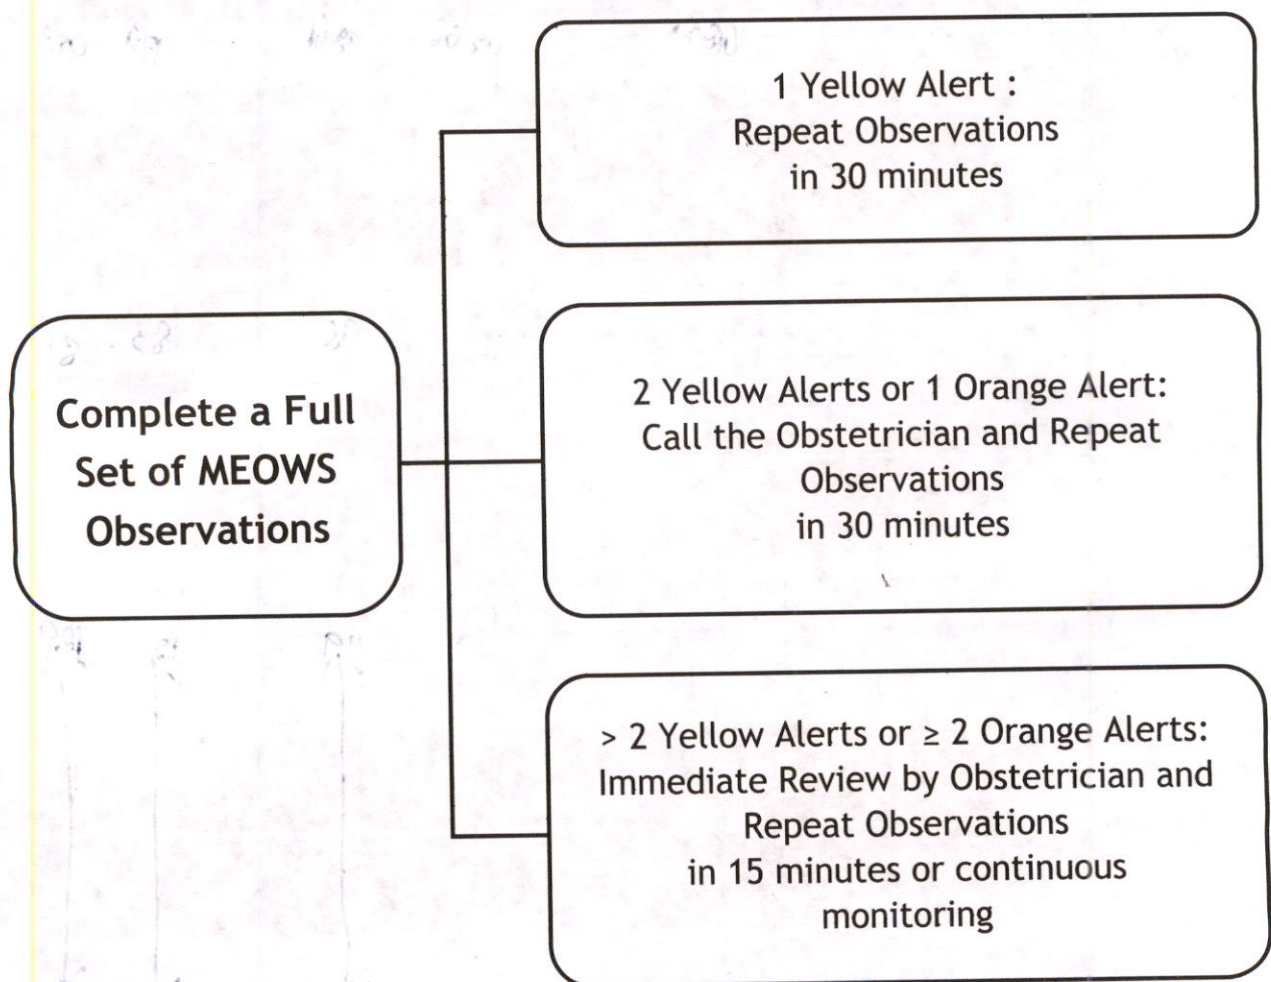 1 Yellow Alert :
Repeat Observations
in 30 minutes
Complete a Full
Set of MEOWS
Observations
2 Yellow Alerts or 1 Orange Alert:
Call the Obstetrician and Repeat
Observations
in 30 minutes
> 2 Yellow Alerts or ≥ 2 Orange Alerts:
Immediate Review by Obstetrician and
Repeat Observations
in 15 minutes or continuous
monitoring